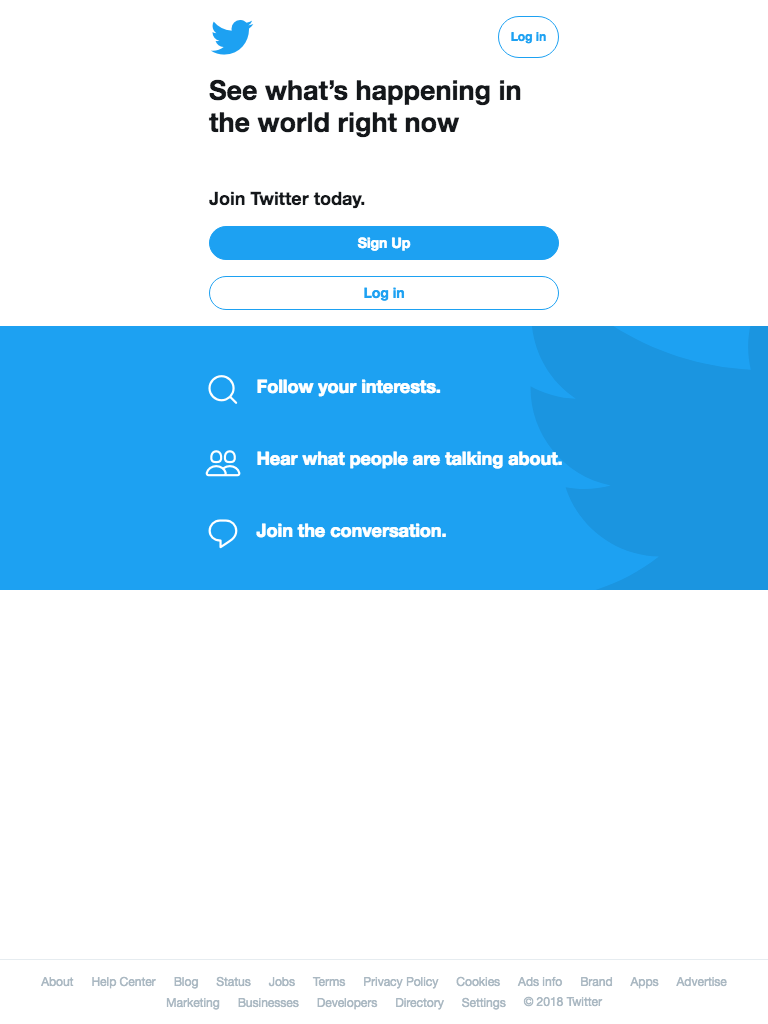 Log in
See what’s happening in
the world right now
Join Twitter today.
Sign Up
Log in
Follow your interests.
Hear what people are talking about.
Join the conversation.
About Help Center Blog Status Jobs Terms Privacy Policy Cookies Ads info Brand Apps Advertise
Marketing Businesses Developers Directory Settings © 2018 Twitter